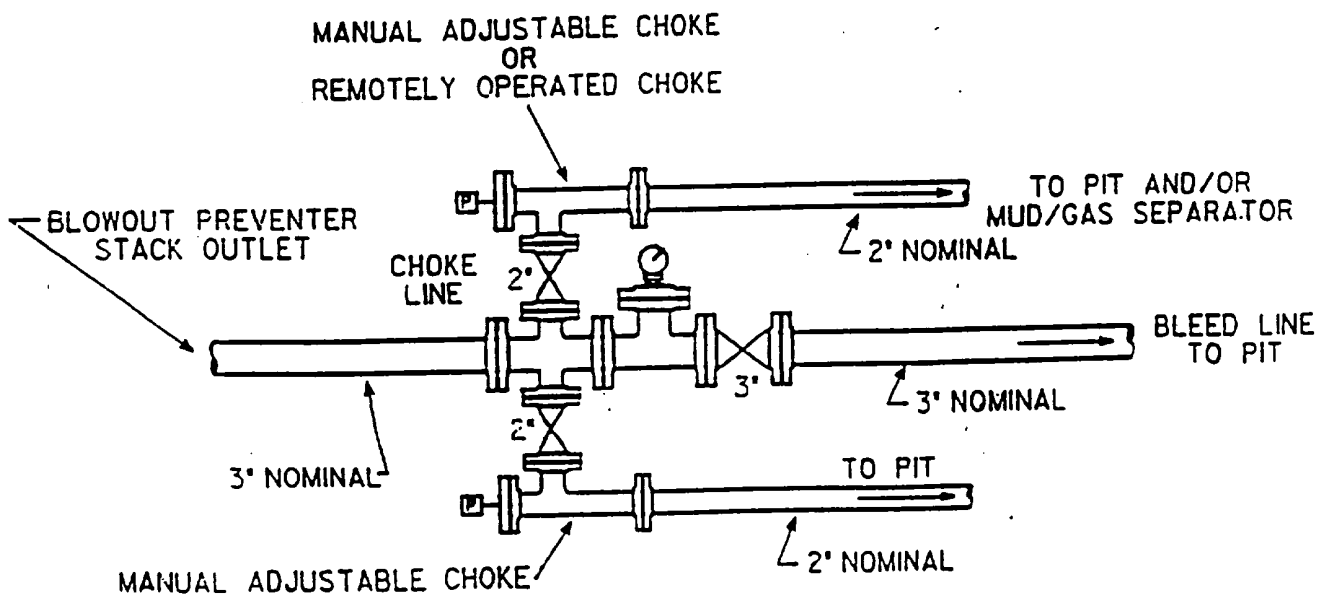 MANUAL ADJUSTABLE CHOKE
OR
REMOTELY OPERATED CHOKE
P
TO PIT AND/OR
MUD/GAS SEPARATOR
2" NOMINAL
BLOWOUT PREVENTER
STACK OUTLET
CHOKE
LINE
2"
BLEED LINE
TO PIT
3"
3" NOMINAL
2"
3" NOMINAL
TO PIT
P
2" NOMINAL
MANUAL ADJUSTABLE CHOKE